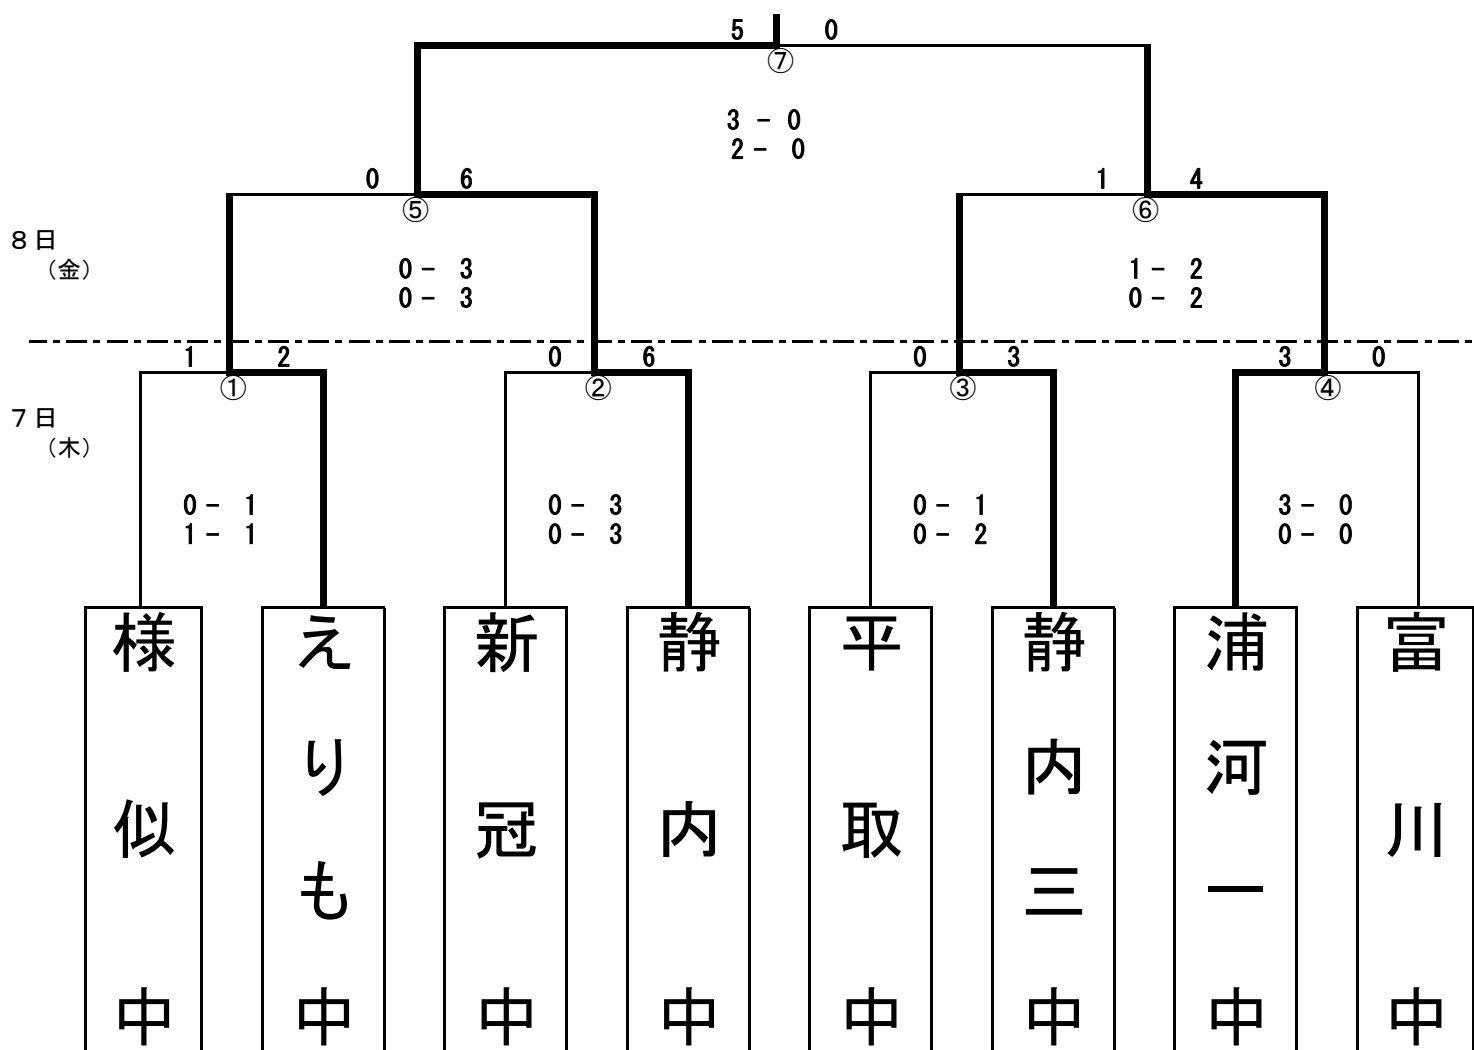 5 0
⑦
3 - 0
2 - 0
0 6 1 4
⑤ ⑥
8日
(金)
0 - 3 1 - 2
0 - 3 0 - 2
1 2 0 6 0 3 3 0
① ② ③ ④
7日
(木)
0 - 1 0 - 3 0 - 1 3 - 0
1 - 1 0 - 3 0 - 2 0 - 0
様似中
えりも中
新冠中
静内中
平取中
静内三中
浦河一中
富川中